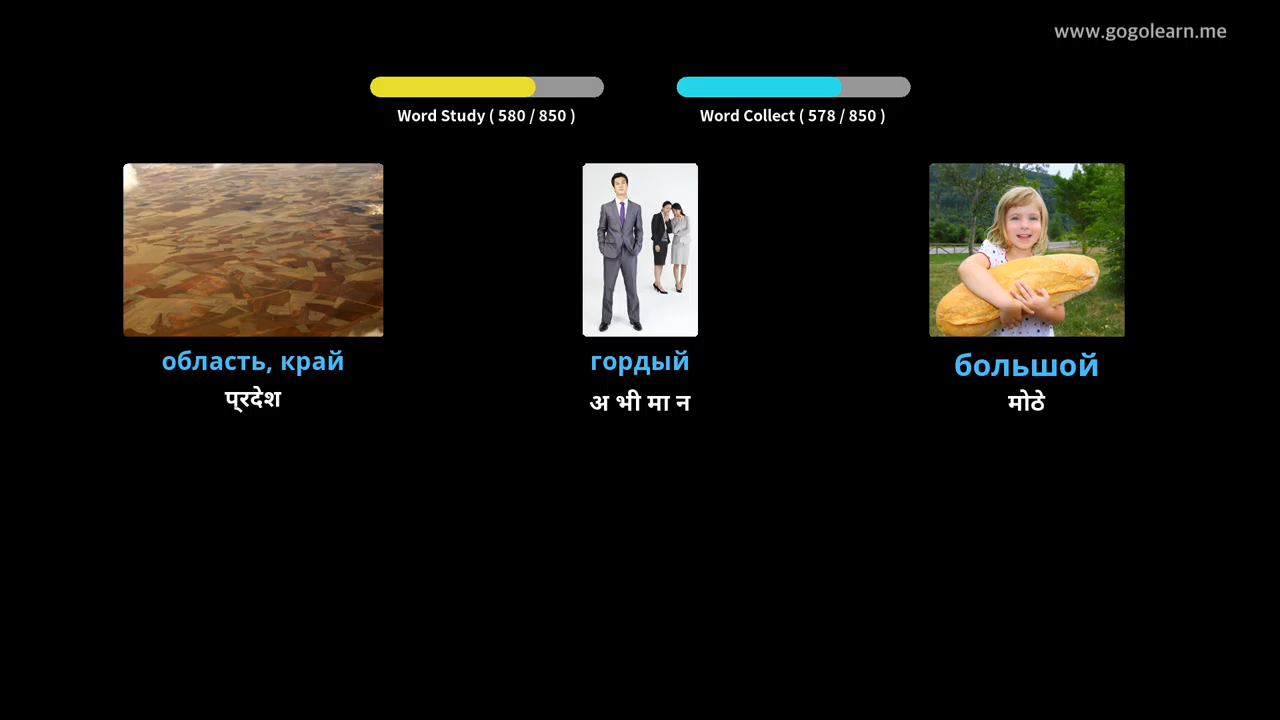 www.gogolearn.me
Word Study ( 580 / 850 )
Word Collect ( 578 / 850 )
область, край
гордый
большой
प्रदेश
अ भी मा न
मोठे